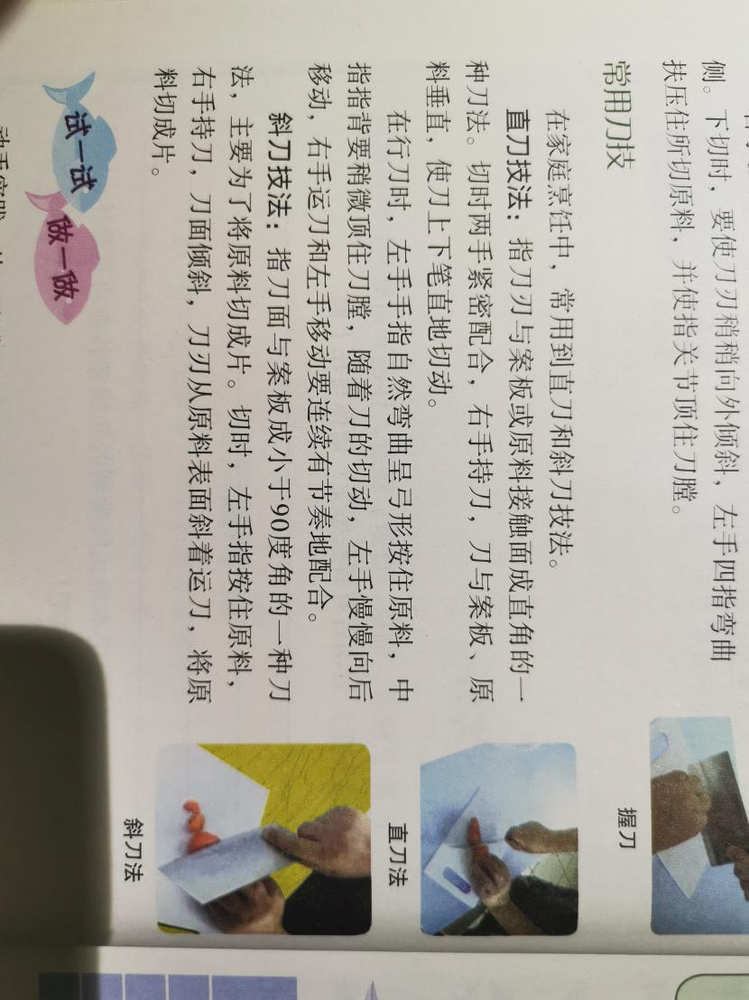 侧。下切时，要使刀刃稍稍向外倾斜，左手四指弯曲
扶压住所切原料，并使指关节顶住刀膛。
常用刀技
在家庭烹饪中，常用到直刀和斜刀技法。
直刀技法：指刀刃与案板或原料接触面成直角的一
种刀法。切时两手紧密配合，右手持刀，刀与案板、原
料垂直，使刀上下笔直地切动。
在行刀时，左手手指自然弯曲呈弓形按住原料，中
指指背要稍微顶住刀膛，随着刀的切动，左手慢慢向后
移动，右手运刀和左手移动要连续有节奏地配合。
斜刀技法：指刀面与案板成小于90度角的一种刀
法，主要为了将原料切成片。切时，左手指按住原料，
右手持刀，刀面倾斜，刀刃从原料表面斜着运刀，将原
料切成片。
握刀
直刀法
斜刀法
试一试
做一做